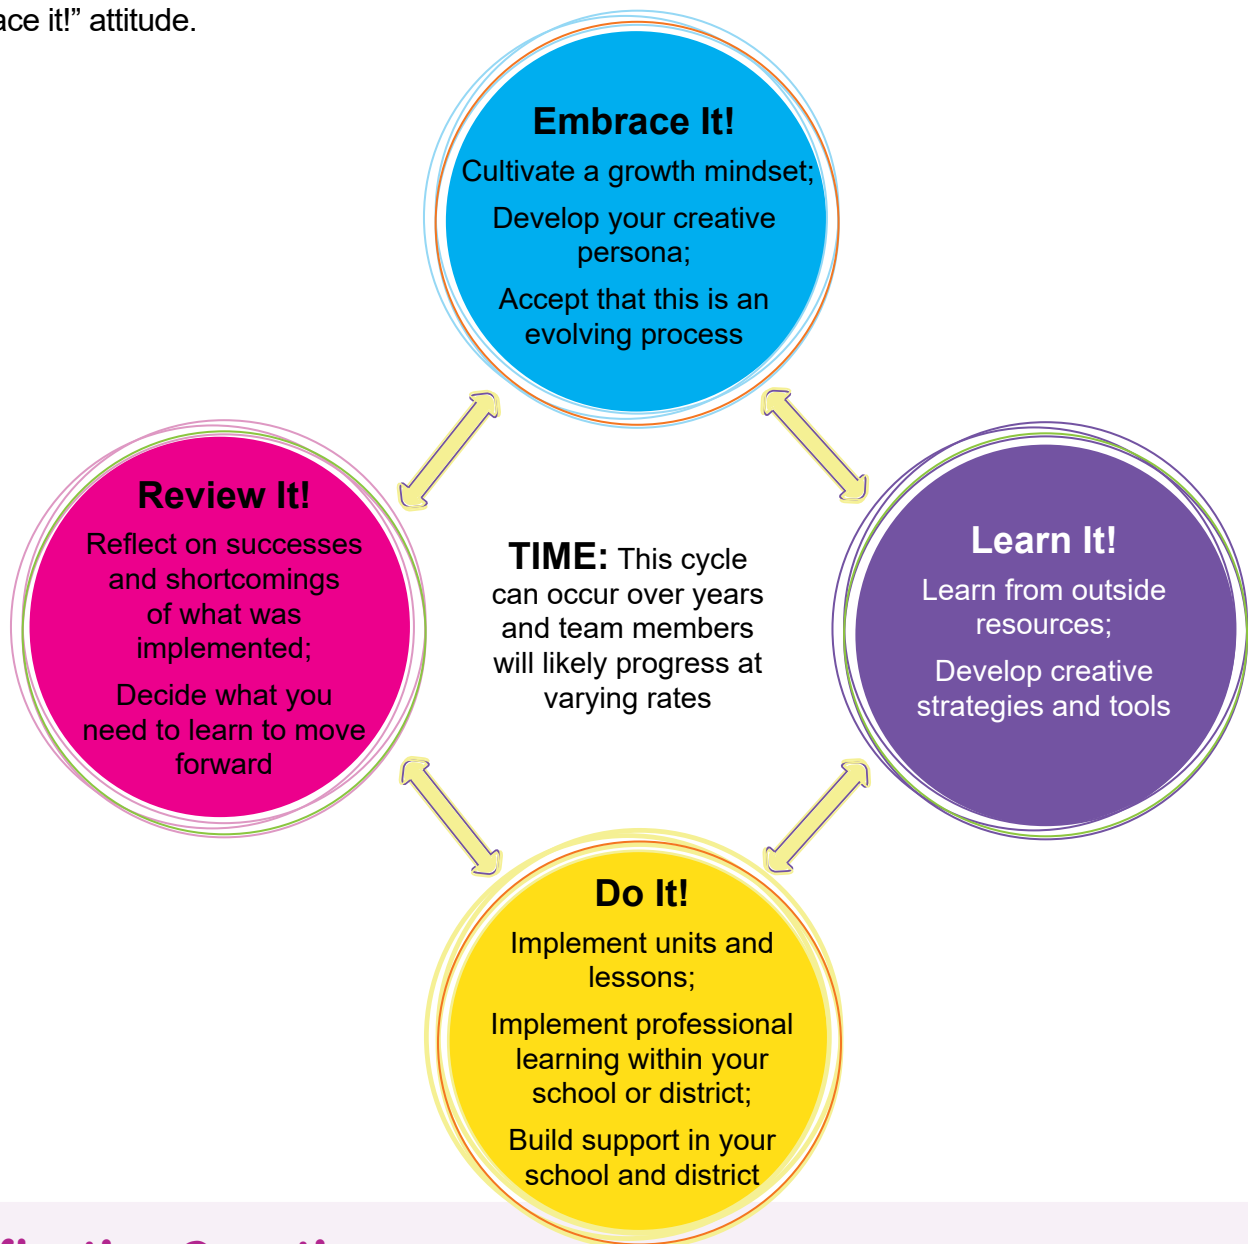 it!” attitude.
Embrace It!
Cultivate a growth mindset;
Develop your creative
persona;
Accept that this is an
evolving process
Review It!
Reflect on successes
and shortcomings
of what was
implemented;
Decide what you
need to learn to move
forward
TIME: This cycle
can occur over years
and team members
will likely progress at
varying rates
Learn It!
Learn from outside
resources;
Develop creative
strategies and tools
Do It!
Implement units and
lessons;
Implement professional
learning within your
school or district;
Build support in your
school and district